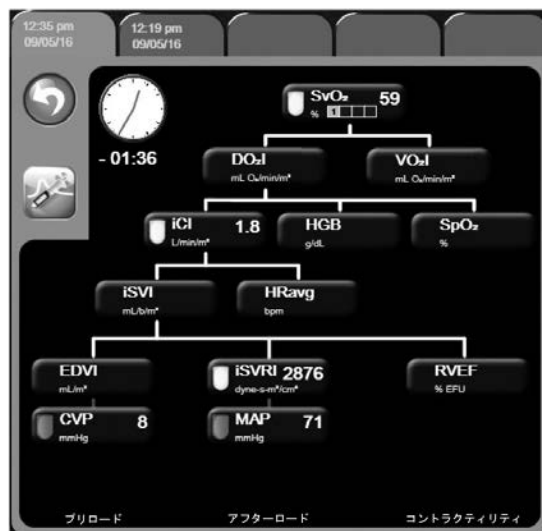 12:35 pm
09/05/16
12:19 pm
09/05/16
- 01:36
SvO₂ 59
% 1
DO₂I
mL O₂/min/m²
VO₂I
mL O₂/min/m²
iCI 1.8
L/min/m²
HGB
g/dL
SpO₂
%
iSVI
mL/b/m²
HRavg
bpm
EDVI
mL/m²
iSVRI 2876
dyne-s-m²/cm⁵
RVEF
% EFU
CVP 8
mmHg
MAP 71
mmHg
プリロード
アフターロード
コントラクティリティ